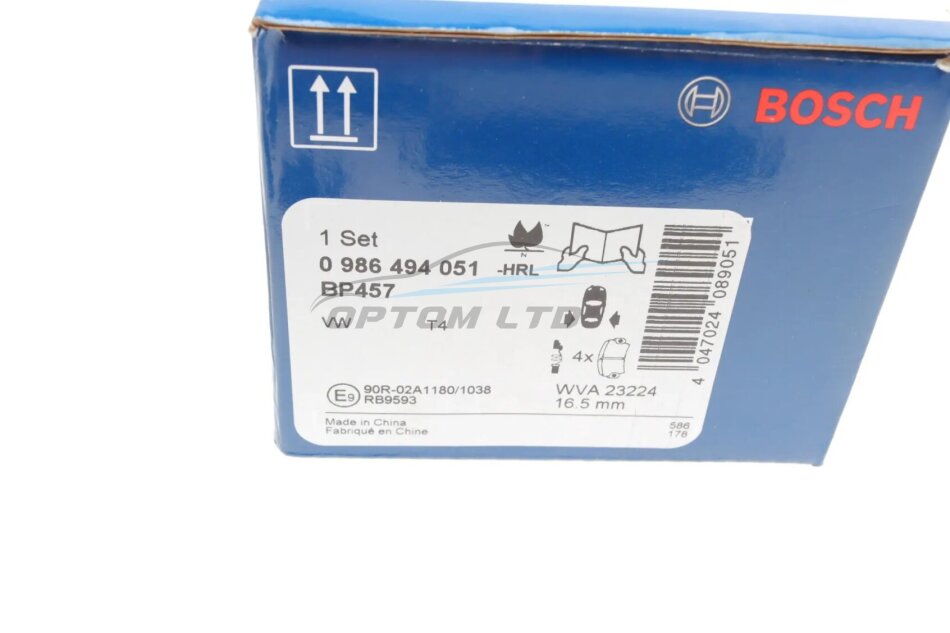 BOSCH
1 Set
0 986 494 051 -HRL
BP457
VW T4
OPTOM LTD
N
™
4x
E9 90R-02A1180/1038
RB9593
WVA 23224
16.5 mm
Made in China
Fabriqué en Chine
586
178
4 047024 089051